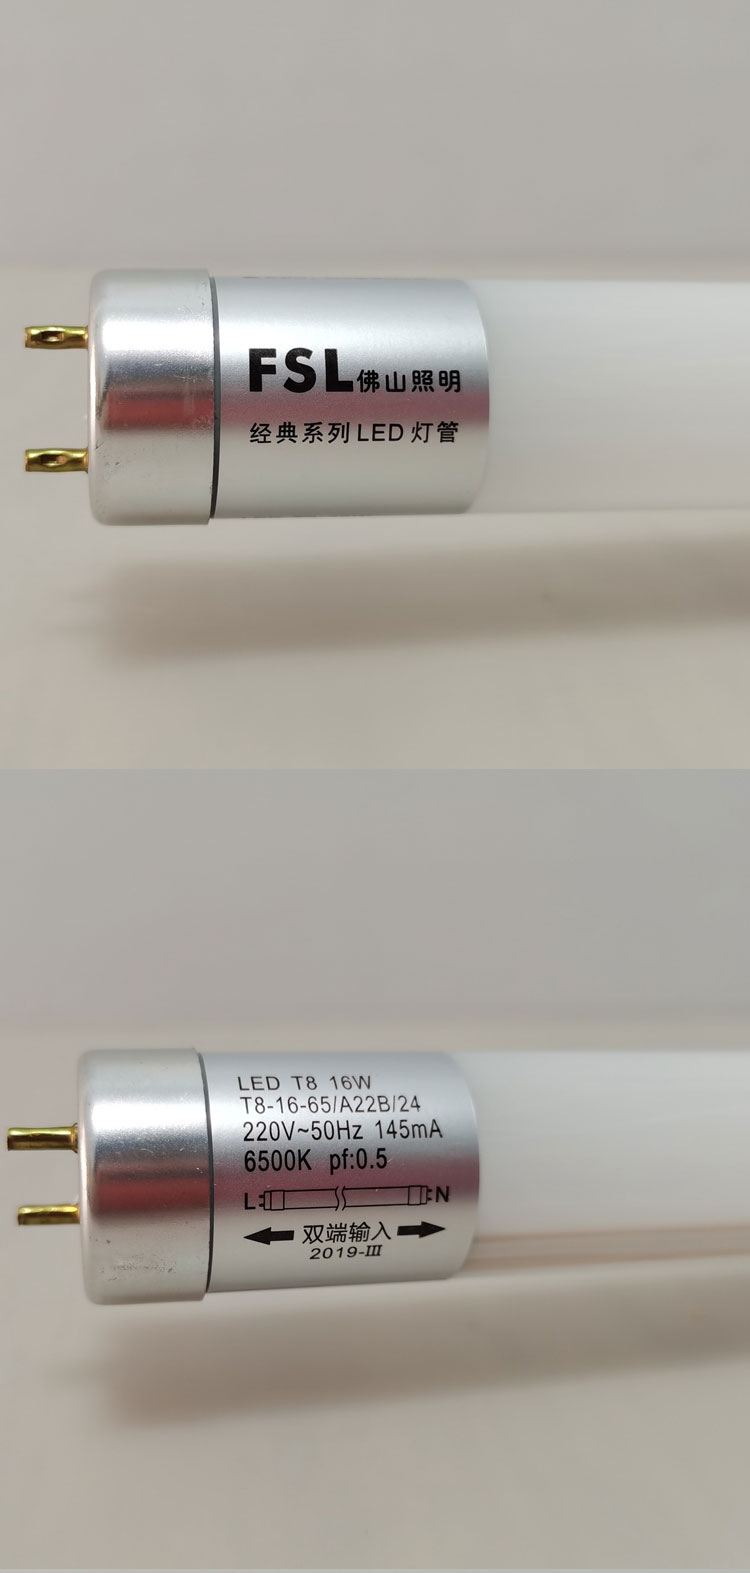 FSL佛山照明
经典系列LED灯管
LED T8 16W
T8-16-65/A22B/24
220V~50Hz 145mA
6500K pf:0.5
L N
双端输入
2019-Ⅲ